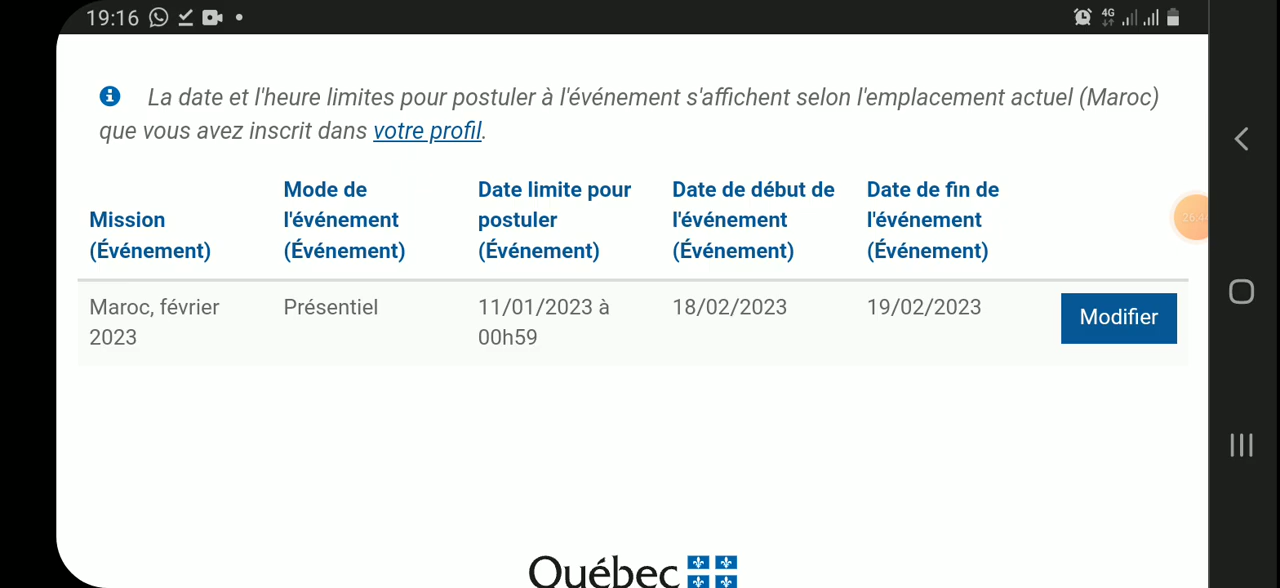 19:16
4G
La date et l'heure limites pour postuler à l'événement s'affichent selon l'emplacement actuel (Maroc)
que vous avez inscrit dans votre profil.
Mission
(Événement)
Mode de
l'événement
(Événement)
Date limite pour
postuler
(Événement)
Date de début de
l'événement
(Événement)
Date de fin de
l'événement
(Événement)
Maroc, février
2023
Présentiel
11/01/2023 à
00h59
18/02/2023
19/02/2023
Modifier
Québec